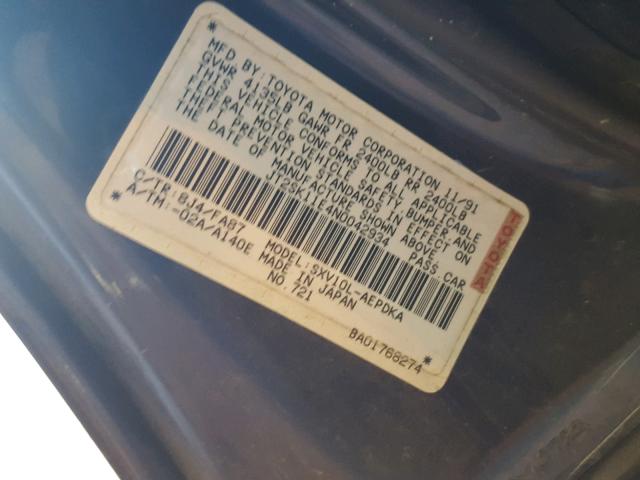 MFD BY: TOYOTA MOTOR CORPORATION 11/91
GVWR 4135LB GAWR FR 2400LB RR 2400LB
THIS VEHICLE CONFORMS TO ALL APPLICABLE
FEDERAL MOTOR VEHICLE SAFETY BUMPER, AND
THEFT PREVENTION STANDARDS IN EFFECT ON
THE DATE OF MANUFACTURE SHOWN ABOVE.
JT2SK11E4N0042934 PASS. CAR
TOYOTA
C/TR: 8J4/FA87 MODEL: SXV10L-AEPDKA
A/TM: -02A/A140E MADE IN JAPAN
NO. 721
BA01768274